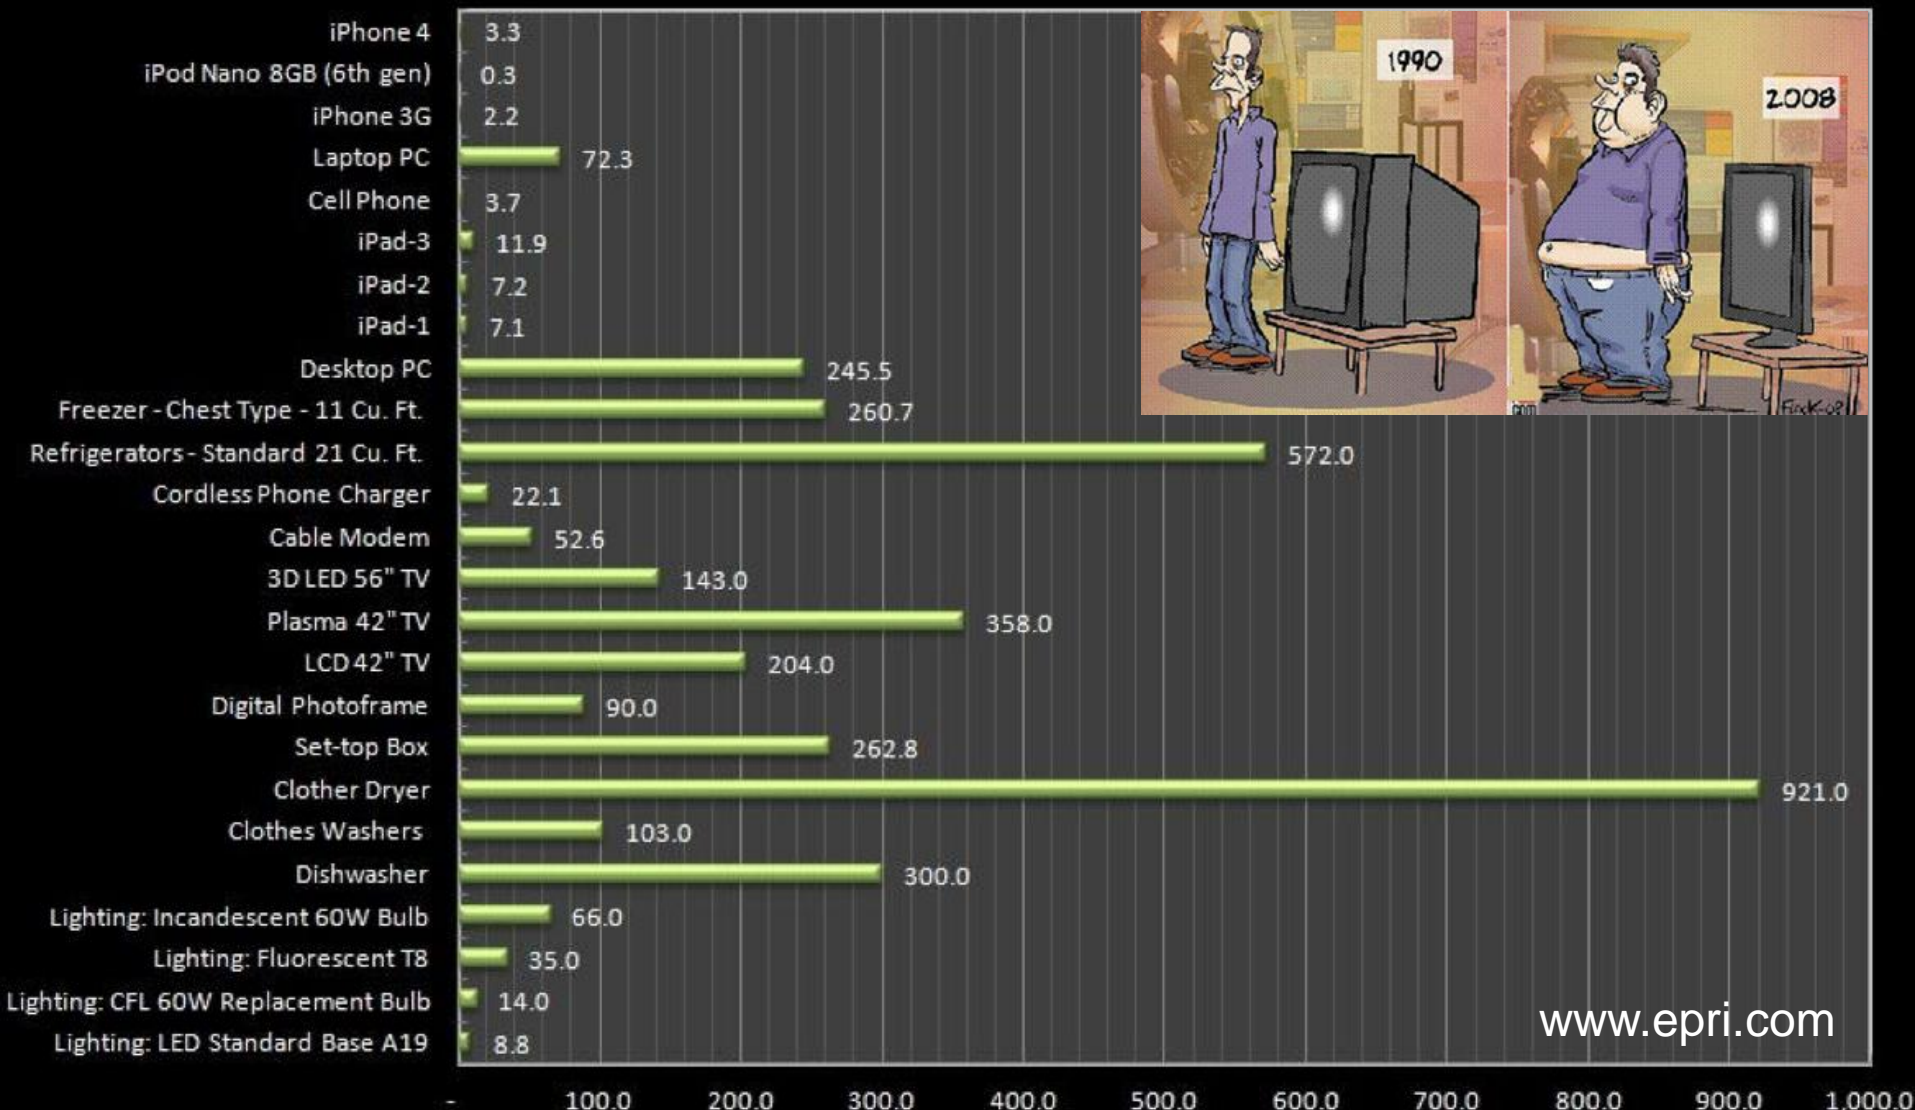 iPhone 4 3.3
iPod Nano 8GB (6th gen) 0.3
iPhone 3G 2.2
Laptop PC 72.3
Cell Phone 3.7
iPad-3 11.9
iPad-2 7.2
iPad-1 7.1
Desktop PC 245.5
Freezer - Chest Type - 11 Cu. Ft. 260.7
Refrigerators - Standard 21 Cu. Ft. 572.0
Cordless Phone Charger 22.1
Cable Modem 52.6
3D LED 56" TV 143.0
Plasma 42" TV 358.0
LCD 42" TV 204.0
Digital Photoframe 90.0
Set-top Box 262.8
Clother Dryer 921.0
Clothes Washers 103.0
Dishwasher 300.0
Lighting: Incandescent 60W Bulb 66.0
Lighting: Fluorescent T8 35.0
Lighting: CFL 60W Replacement Bulb 14.0
Lighting: LED Standard Base A19 8.8
- 100.0 200.0 300.0 400.0 500.0 600.0 700.0 800.0 900.0 1,000.0
1990
2008
www.epri.com